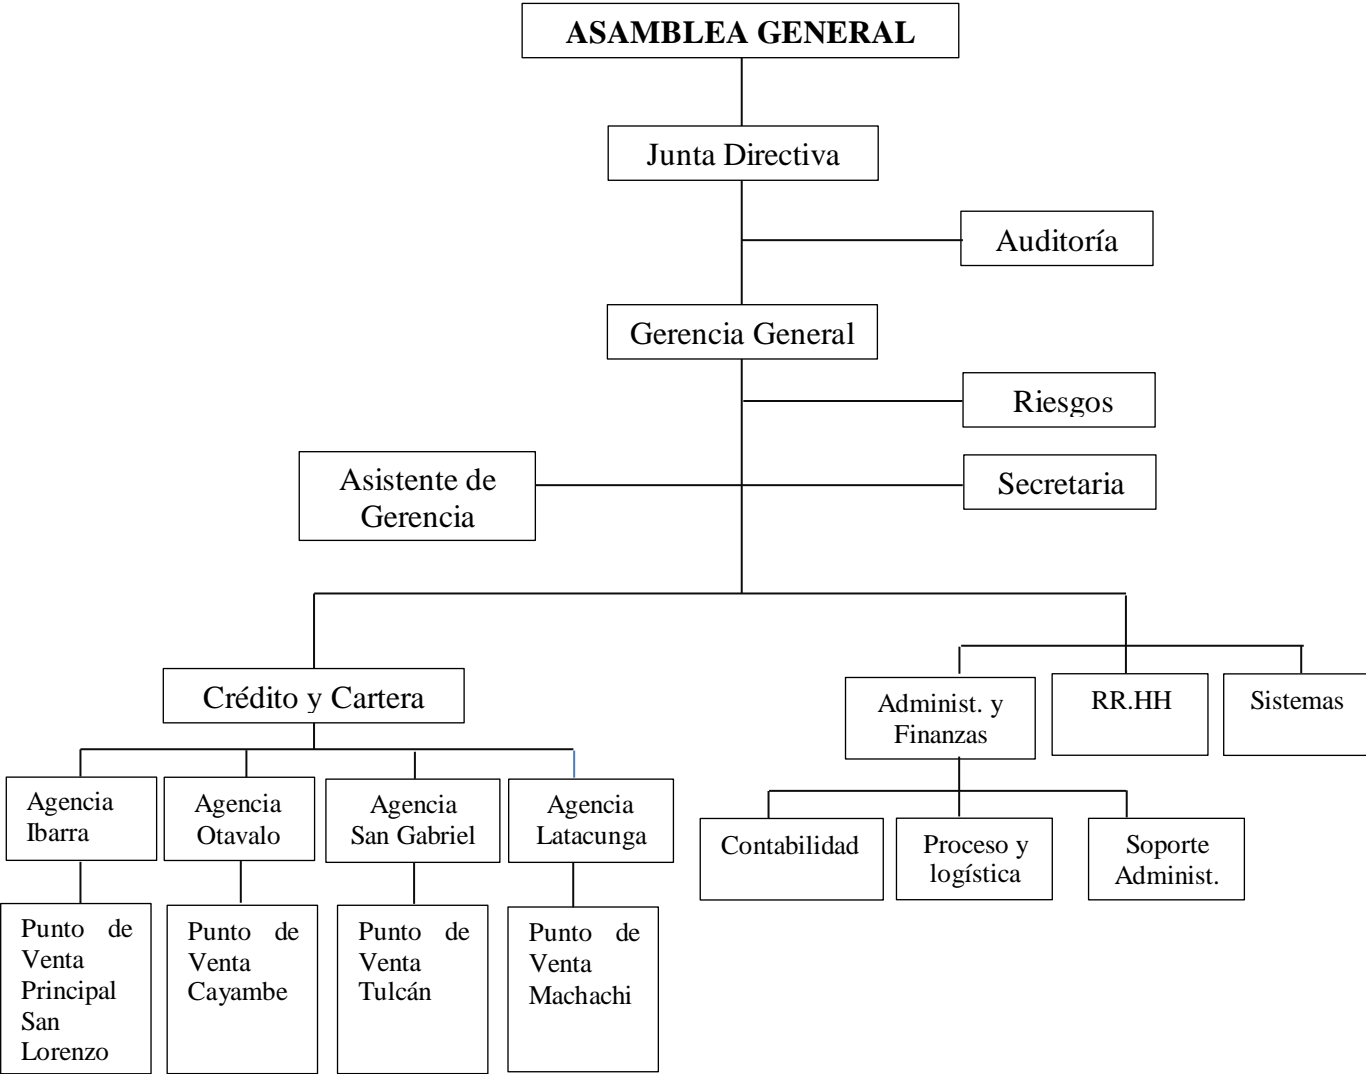 ASAMBLEA GENERAL
Junta Directiva
Auditoría
Gerencia General
Riesgos
Asistente de
Gerencia
Secretaria
Crédito y Cartera
Administ. y
Finanzas
RR.HH
Sistemas
Agencia
Ibarra
Agencia
Otavalo
Agencia
San Gabriel
Agencia
Latacunga
Contabilidad
Proceso y
logística
Soporte
Administ.
Punto de
Venta
Principal
San
Lorenzo
Punto de
Venta
Cayambe
Punto de
Venta
Tulcán
Punto de
Venta
Machachi